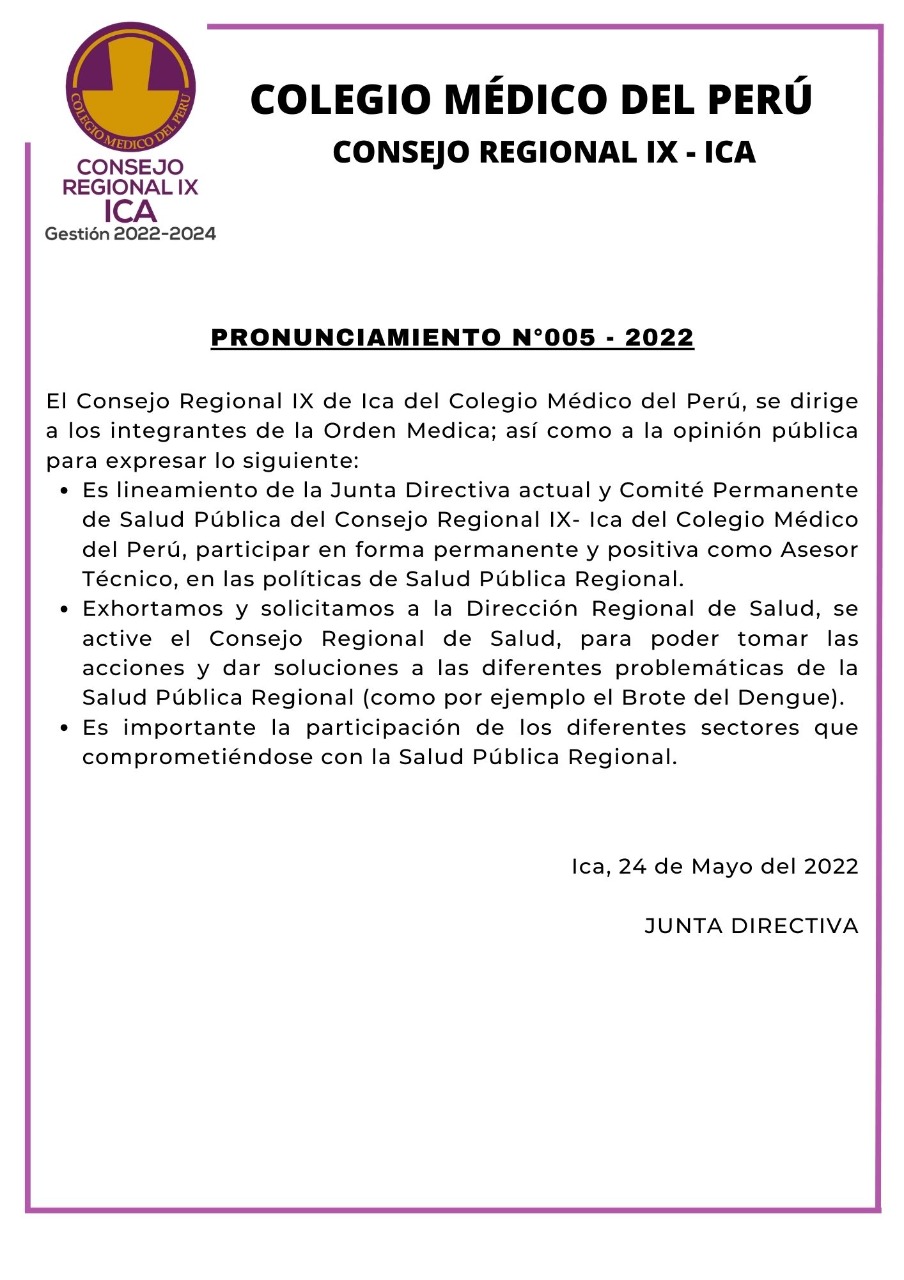 COLEGIO MEDICO DEL PERU
CONSEJO
REGIONAL IX
ICA
Gestión 2022-2024
COLEGIO MÉDICO DEL PERÚ
CONSEJO REGIONAL IX - ICA
PRONUNCIAMIENTO N°005 - 2022
El Consejo Regional IX de Ica del Colegio Médico del Perú, se dirige
a los integrantes de la Orden Medica; así como a la opinión pública
para expresar lo siguiente:
• Es lineamiento de la Junta Directiva actual y Comité Permanente
de Salud Pública del Consejo Regional IX- Ica del Colegio Médico
del Perú, participar en forma permanente y positiva como Asesor
Técnico, en las políticas de Salud Pública Regional.
• Exhortamos y solicitamos a la Dirección Regional de Salud, se
active el Consejo Regional de Salud, para poder tomar las
acciones y dar soluciones a las diferentes problemáticas de la
Salud Pública Regional (como por ejemplo el Brote del Dengue).
• Es importante la participación de los diferentes sectores que
comprometiéndose con la Salud Pública Regional.
Ica, 24 de Mayo del 2022
JUNTA DIRECTIVA